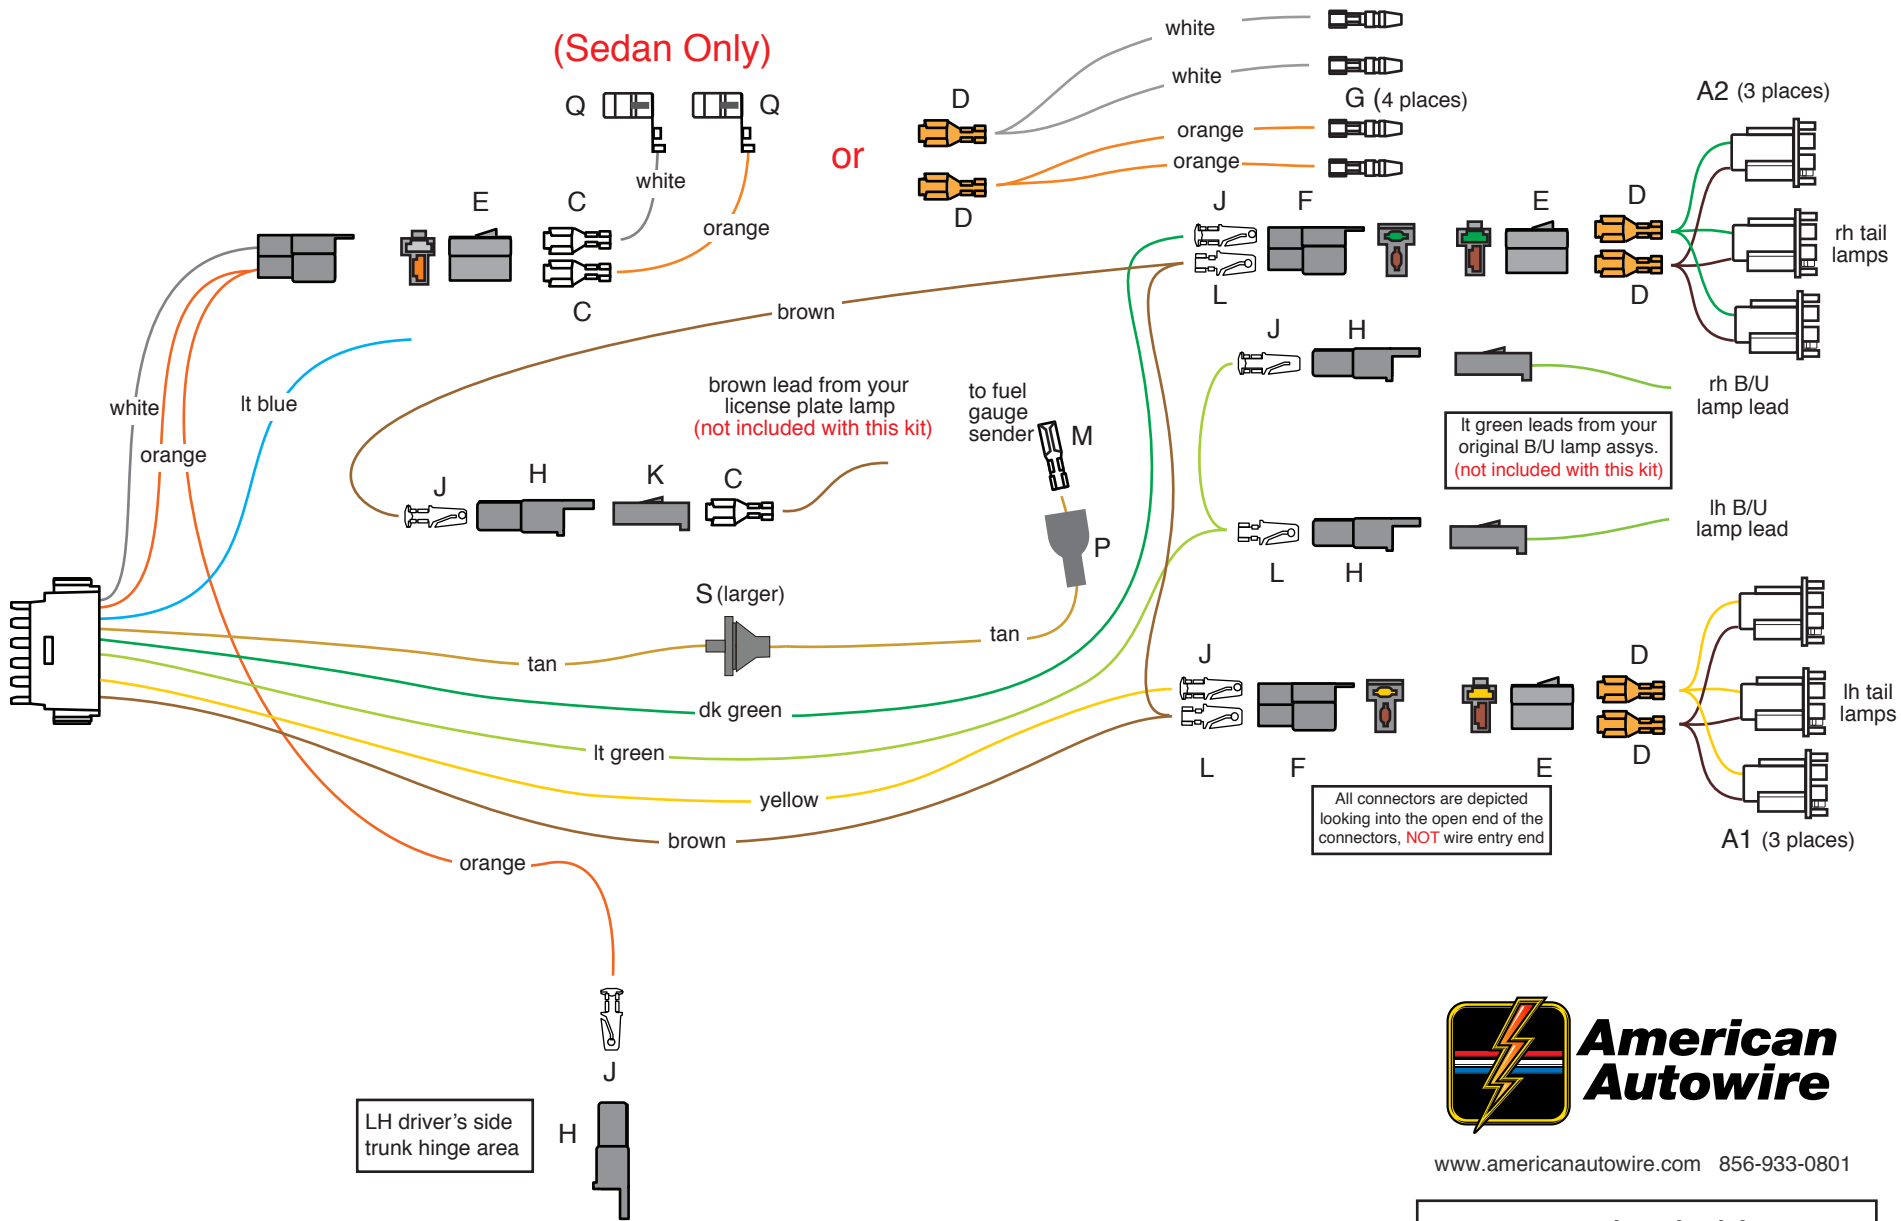 (Sedan Only)
white
white
Q
Q
D
G (4 places)
A2 (3 places)
or
orange
orange
D
white
E
C
orange
J
F
E
D
rh tail
lamps
C
L
D
brown
J
H
white
orange
lt blue
brown lead from your
license plate lamp
(not included with this kit)
to fuel
gauge
sender
M
rh B/U
lamp lead
lt green leads from your
original B/U lamp assys.
(not included with this kit)
J
H
K
C
P
L
H
lh B/U
lamp lead
S (larger)
tan
tan
dk green
lt green
yellow
brown
J
D
lh tail
lamps
L
F
E
D
All connectors are depicted
looking into the open end of the
connectors, NOT wire entry end
A1 (3 places)
orange
J
LH driver's side
trunk hinge area
H
American
Autowire
www.americanautowire.com 856-933-0801